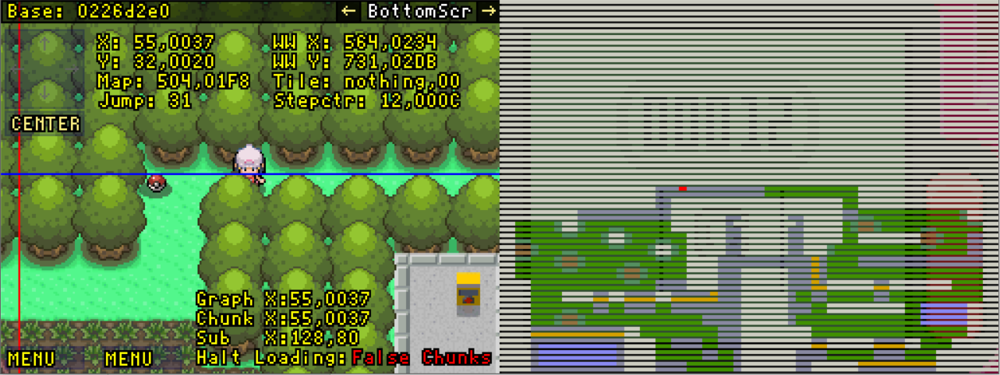 Base: 0226d2e0 ← BottomScr →
X: 55,0037 WW X: 564,0234
Y: 32,0020 WW Y: 731,02DB
Map: 504,01F8 Tile: nothing,00
Jump: 31 Stepctr: 12,000C
CENTER
Graph X:55,0037
Chunk X:55,0037
Sub X:128,80
MENU MENU Halt Loading:False Chunks